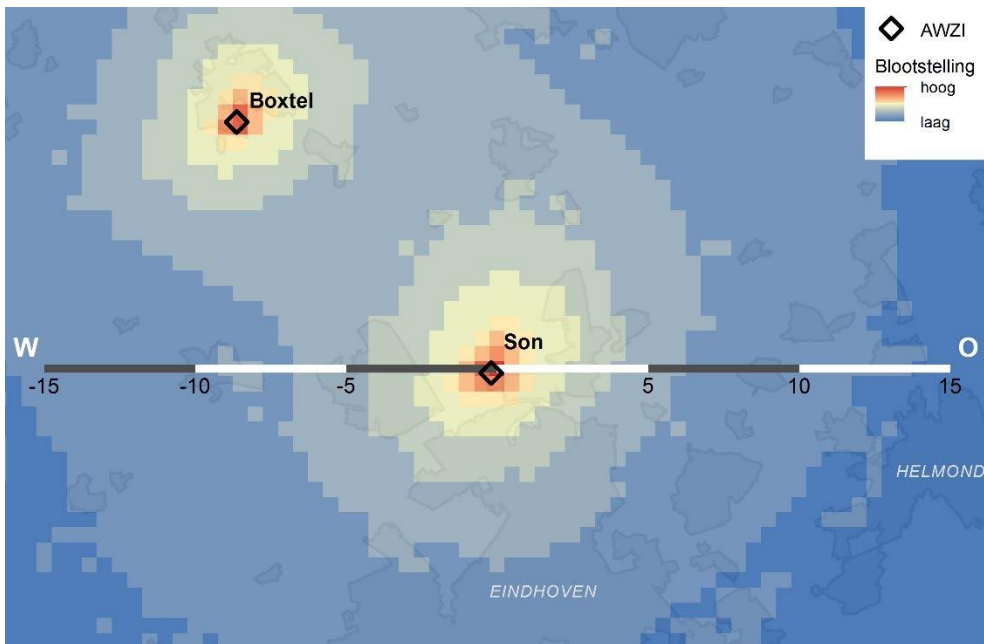 AWZI
Blootstelling
hoog
laag
Boxtel
Son
W
O
-15
-10
-5
0
5
10
15
HELMOND
EINDHOVEN